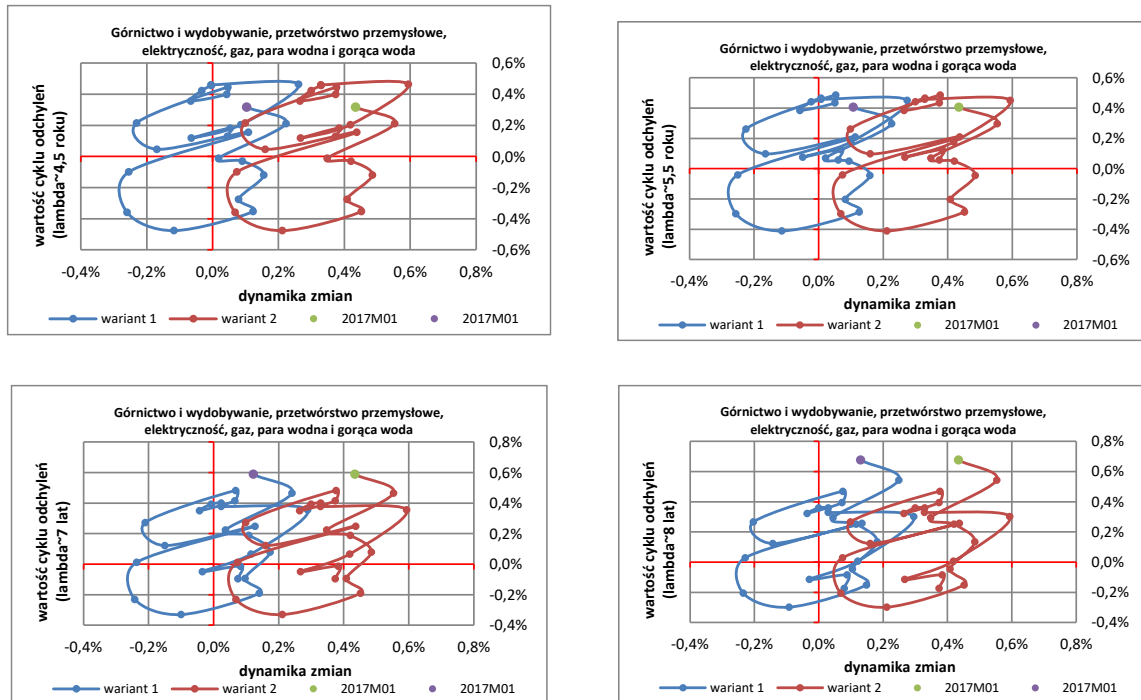 Górnictwo i wydobywanie, przetwórstwo przemysłowe,
elektryczność, gaz, para wodna i gorąca woda
wartość cyklu odchyleń
(lambda~4,5 roku)
0,6%
0,4%
0,2%
0,0%
-0,2%
-0,4%
-0,6%
-0,4% -0,2% 0,0% 0,2% 0,4% 0,6% 0,8%
dynamika zmian
wariant 1 wariant 2 2017M01 2017M01
Górnictwo i wydobywanie, przetwórstwo przemysłowe,
elektryczność, gaz, para wodna i gorąca woda
wartość cyklu odchyleń
(lambda~5,5 roku)
0,6%
0,4%
0,2%
0,0%
-0,2%
-0,4%
-0,6%
-0,4% -0,2% 0,0% 0,2% 0,4% 0,6% 0,8%
dynamika zmian
wariant 1 wariant 2 2017M01 2017M01
Górnictwo i wydobywanie, przetwórstwo przemysłowe,
elektryczność, gaz, para wodna i gorąca woda
wartość cyklu odchyleń
(lambda~7 lat)
0,8%
0,6%
0,4%
0,2%
0,0%
-0,2%
-0,4%
-0,4% -0,2% 0,0% 0,2% 0,4% 0,6% 0,8%
dynamika zmian
wariant 1 wariant 2 2017M01 2017M01
Górnictwo i wydobywanie, przetwórstwo przemysłowe,
elektryczność, gaz, para wodna i gorąca woda
wartość cyklu odchyleń
(lambda~8 lat)
0,8%
0,6%
0,4%
0,2%
0,0%
-0,2%
-0,4%
-0,4% -0,2% 0,0% 0,2% 0,4% 0,6% 0,8%
dynamika zmian
wariant 1 wariant 2 2017M01 2017M01